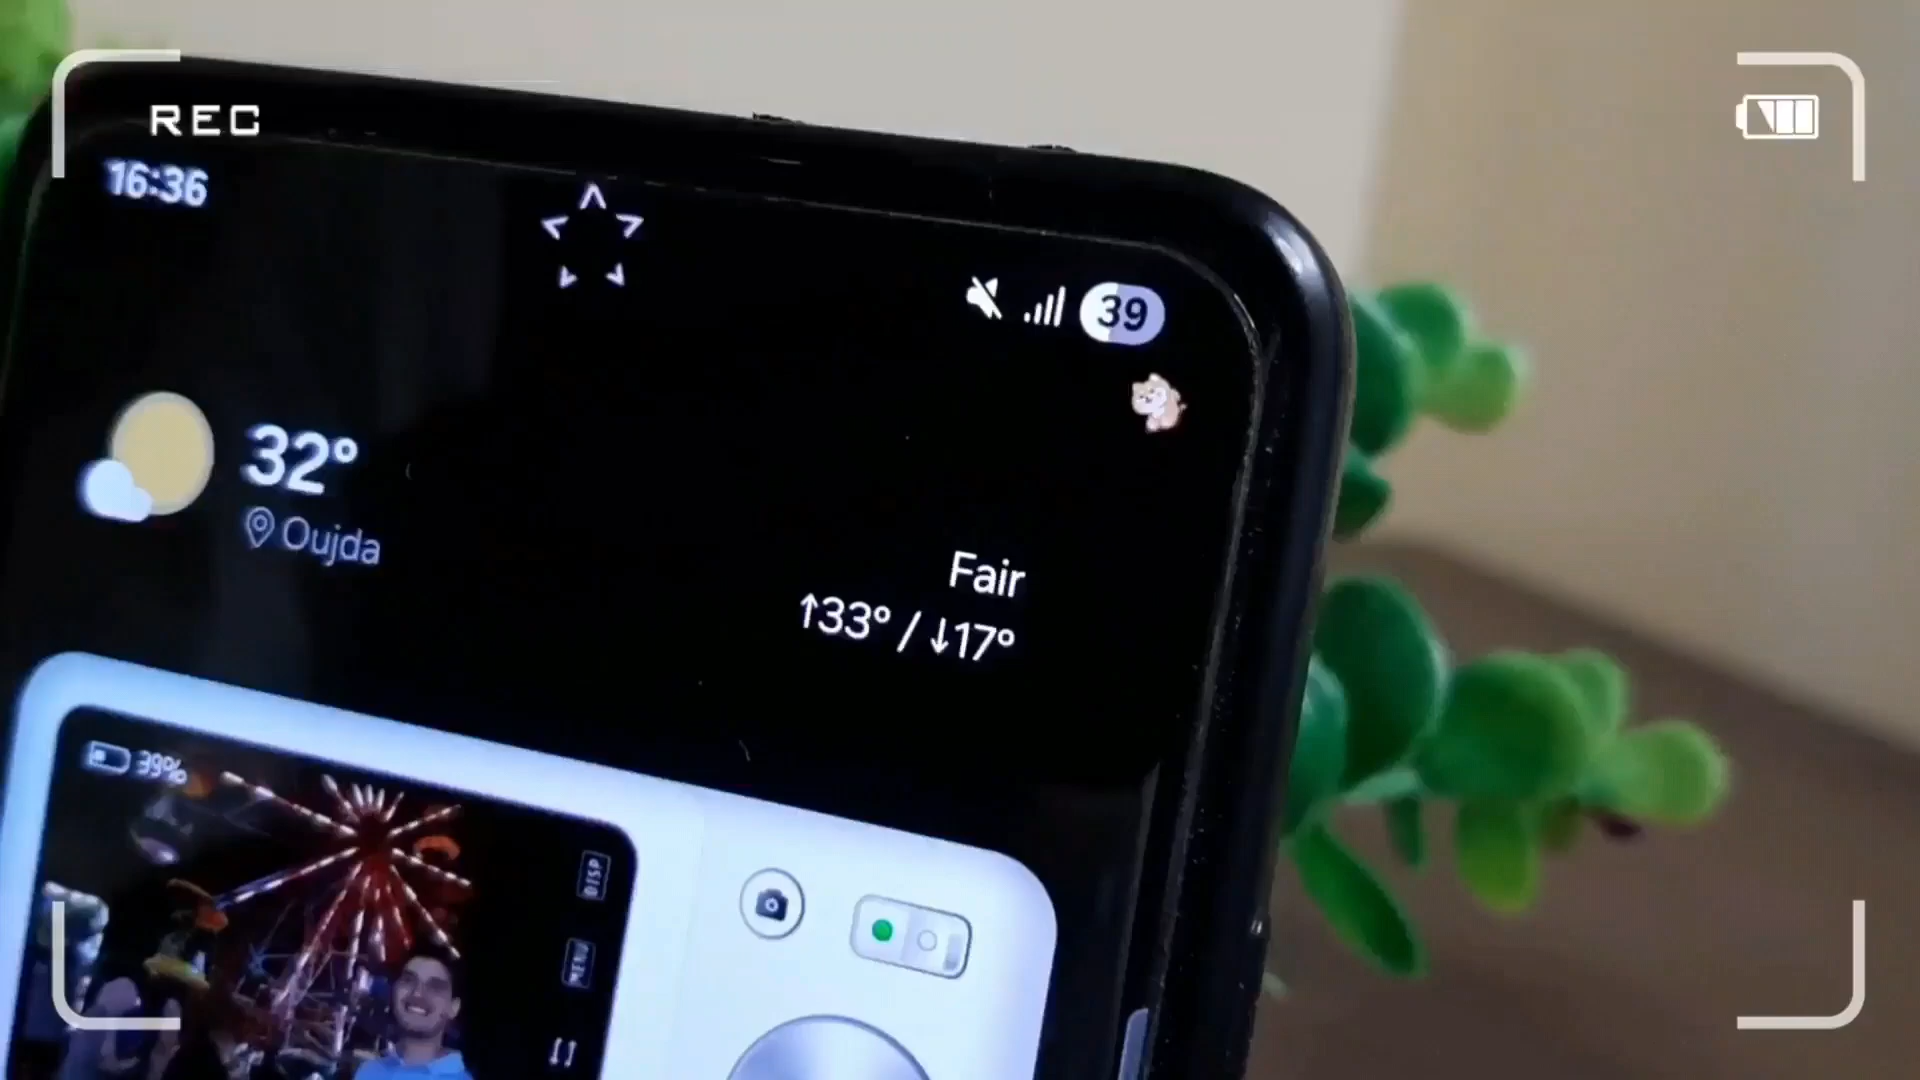 REC
16:36
39
32°
Oujda
Fair
↑33° / ↓17°
39%
DISP
MENU